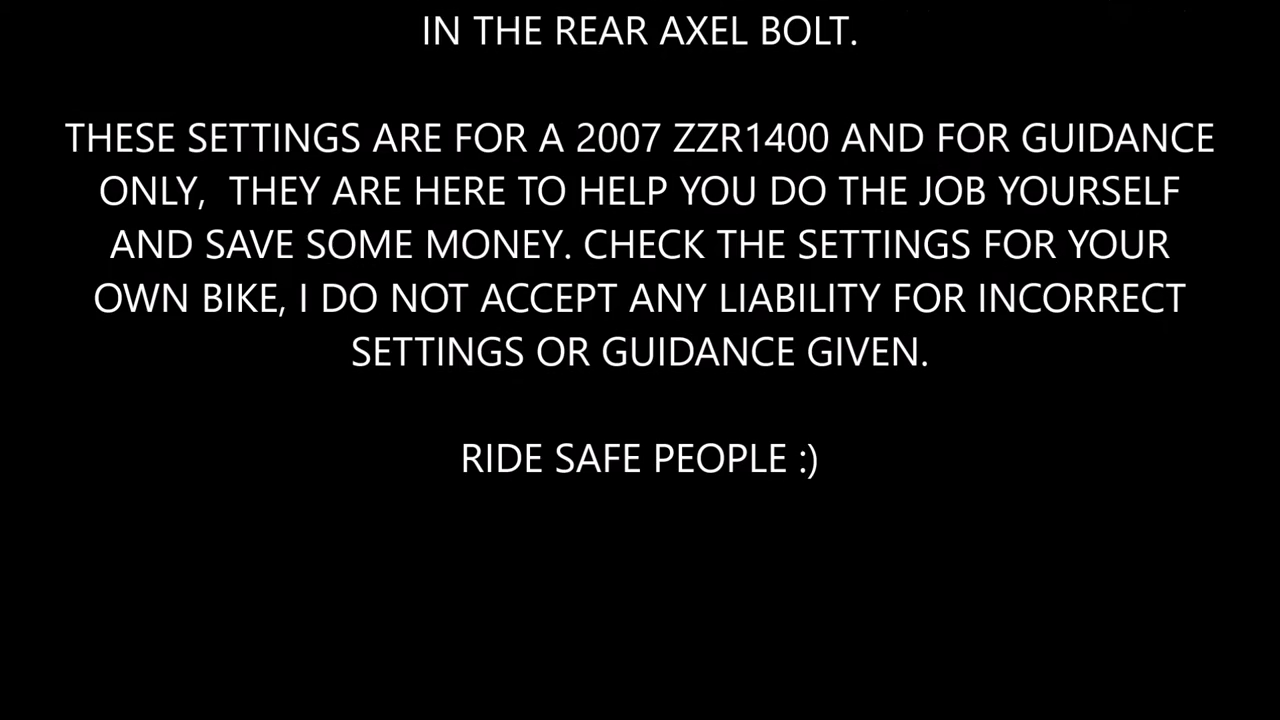 IN THE REAR AXEL BOLT.
THESE SETTINGS ARE FOR A 2007 ZZR1400 AND FOR GUIDANCE
ONLY,  THEY ARE HERE TO HELP YOU DO THE JOB YOURSELF
AND SAVE SOME MONEY. CHECK THE SETTINGS FOR YOUR
OWN BIKE, I DO NOT ACCEPT ANY LIABILITY FOR INCORRECT
SETTINGS OR GUIDANCE GIVEN.
RIDE SAFE PEOPLE :)